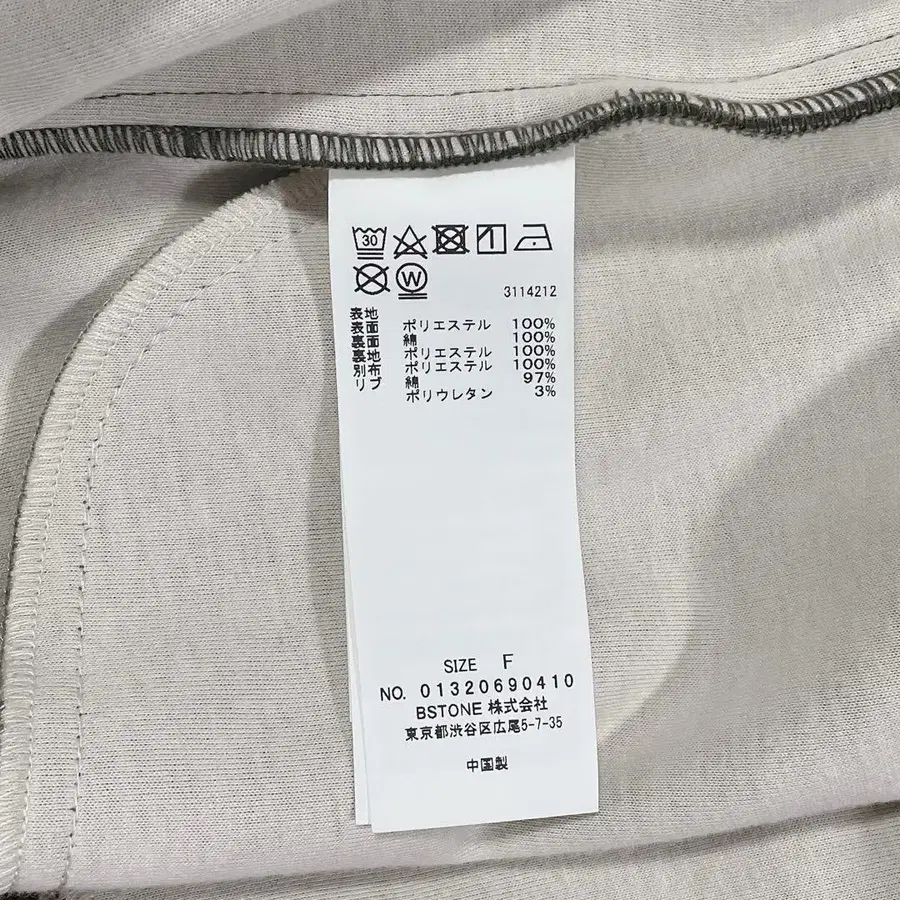 30
W
3114212
表地
表面 ポリエステル 100%
裏面 綿 100%
裏地 ポリエステル 100%
別布 ポリエステル 100%
リブ 綿 97%
ポリウレタン 3%
SIZE F
NO. 01320690410
BSTONE 株式会社
東京都渋谷区広尾5-7-35
中国製